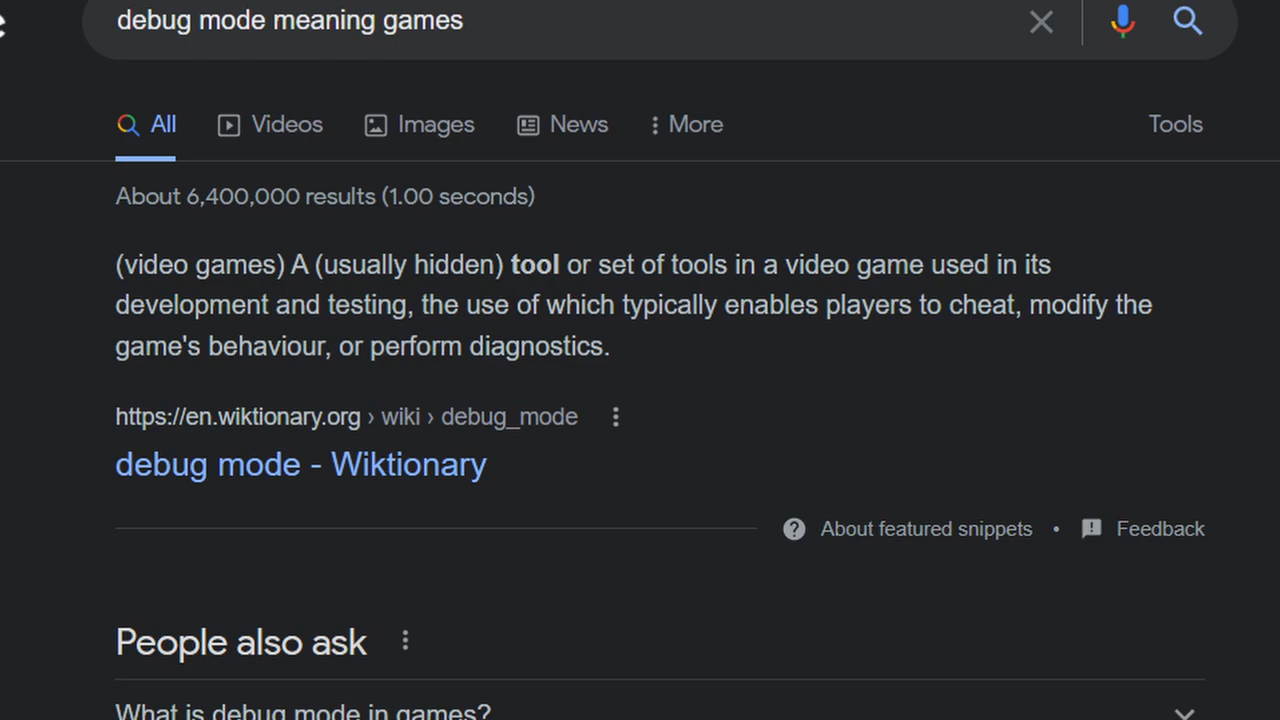 debug mode meaning games
All Videos Images News More Tools
About 6,400,000 results (1.00 seconds)
(video games) A (usually hidden) tool or set of tools in a video game used in its
development and testing, the use of which typically enables players to cheat, modify the
game's behaviour, or perform diagnostics.
https://en.wiktionary.org › wiki › debug_mode
debug mode - Wiktionary
About featured snippets • Feedback
People also ask
What is debug mode in games?